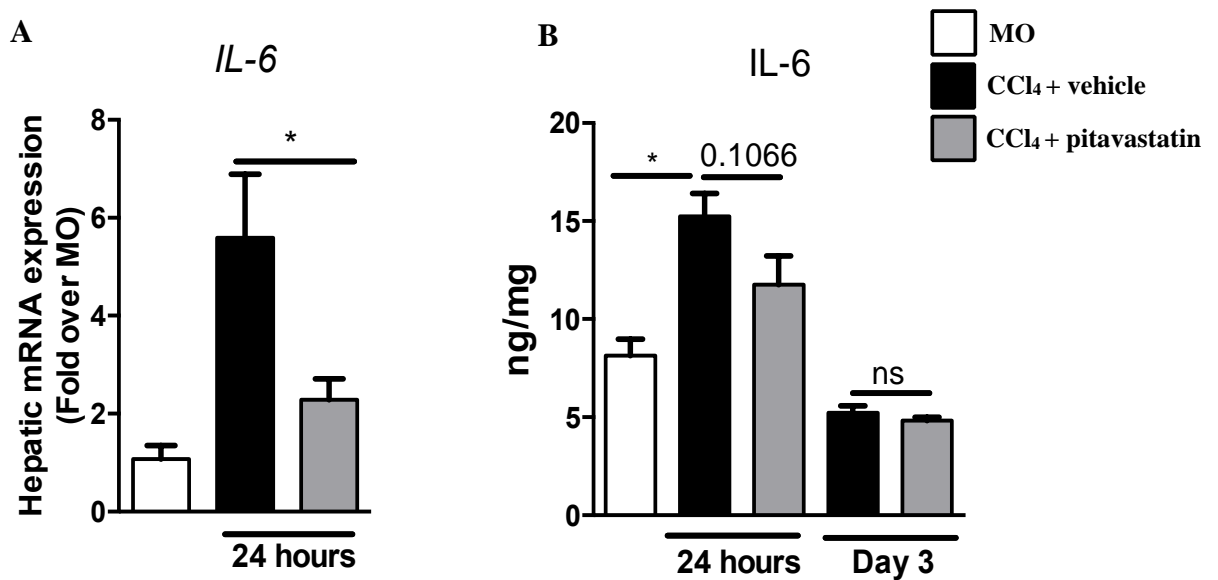 A
IL-6
Hepatic mRNA expression
(Fold over MO)
8
6
4
2
0
*
24 hours
B
IL-6
ng/mg
20
15
10
5
0
*
0.1066
ns
24 hours
Day 3
MO
CCl₄ + vehicle
CCl₄ + pitavastatin